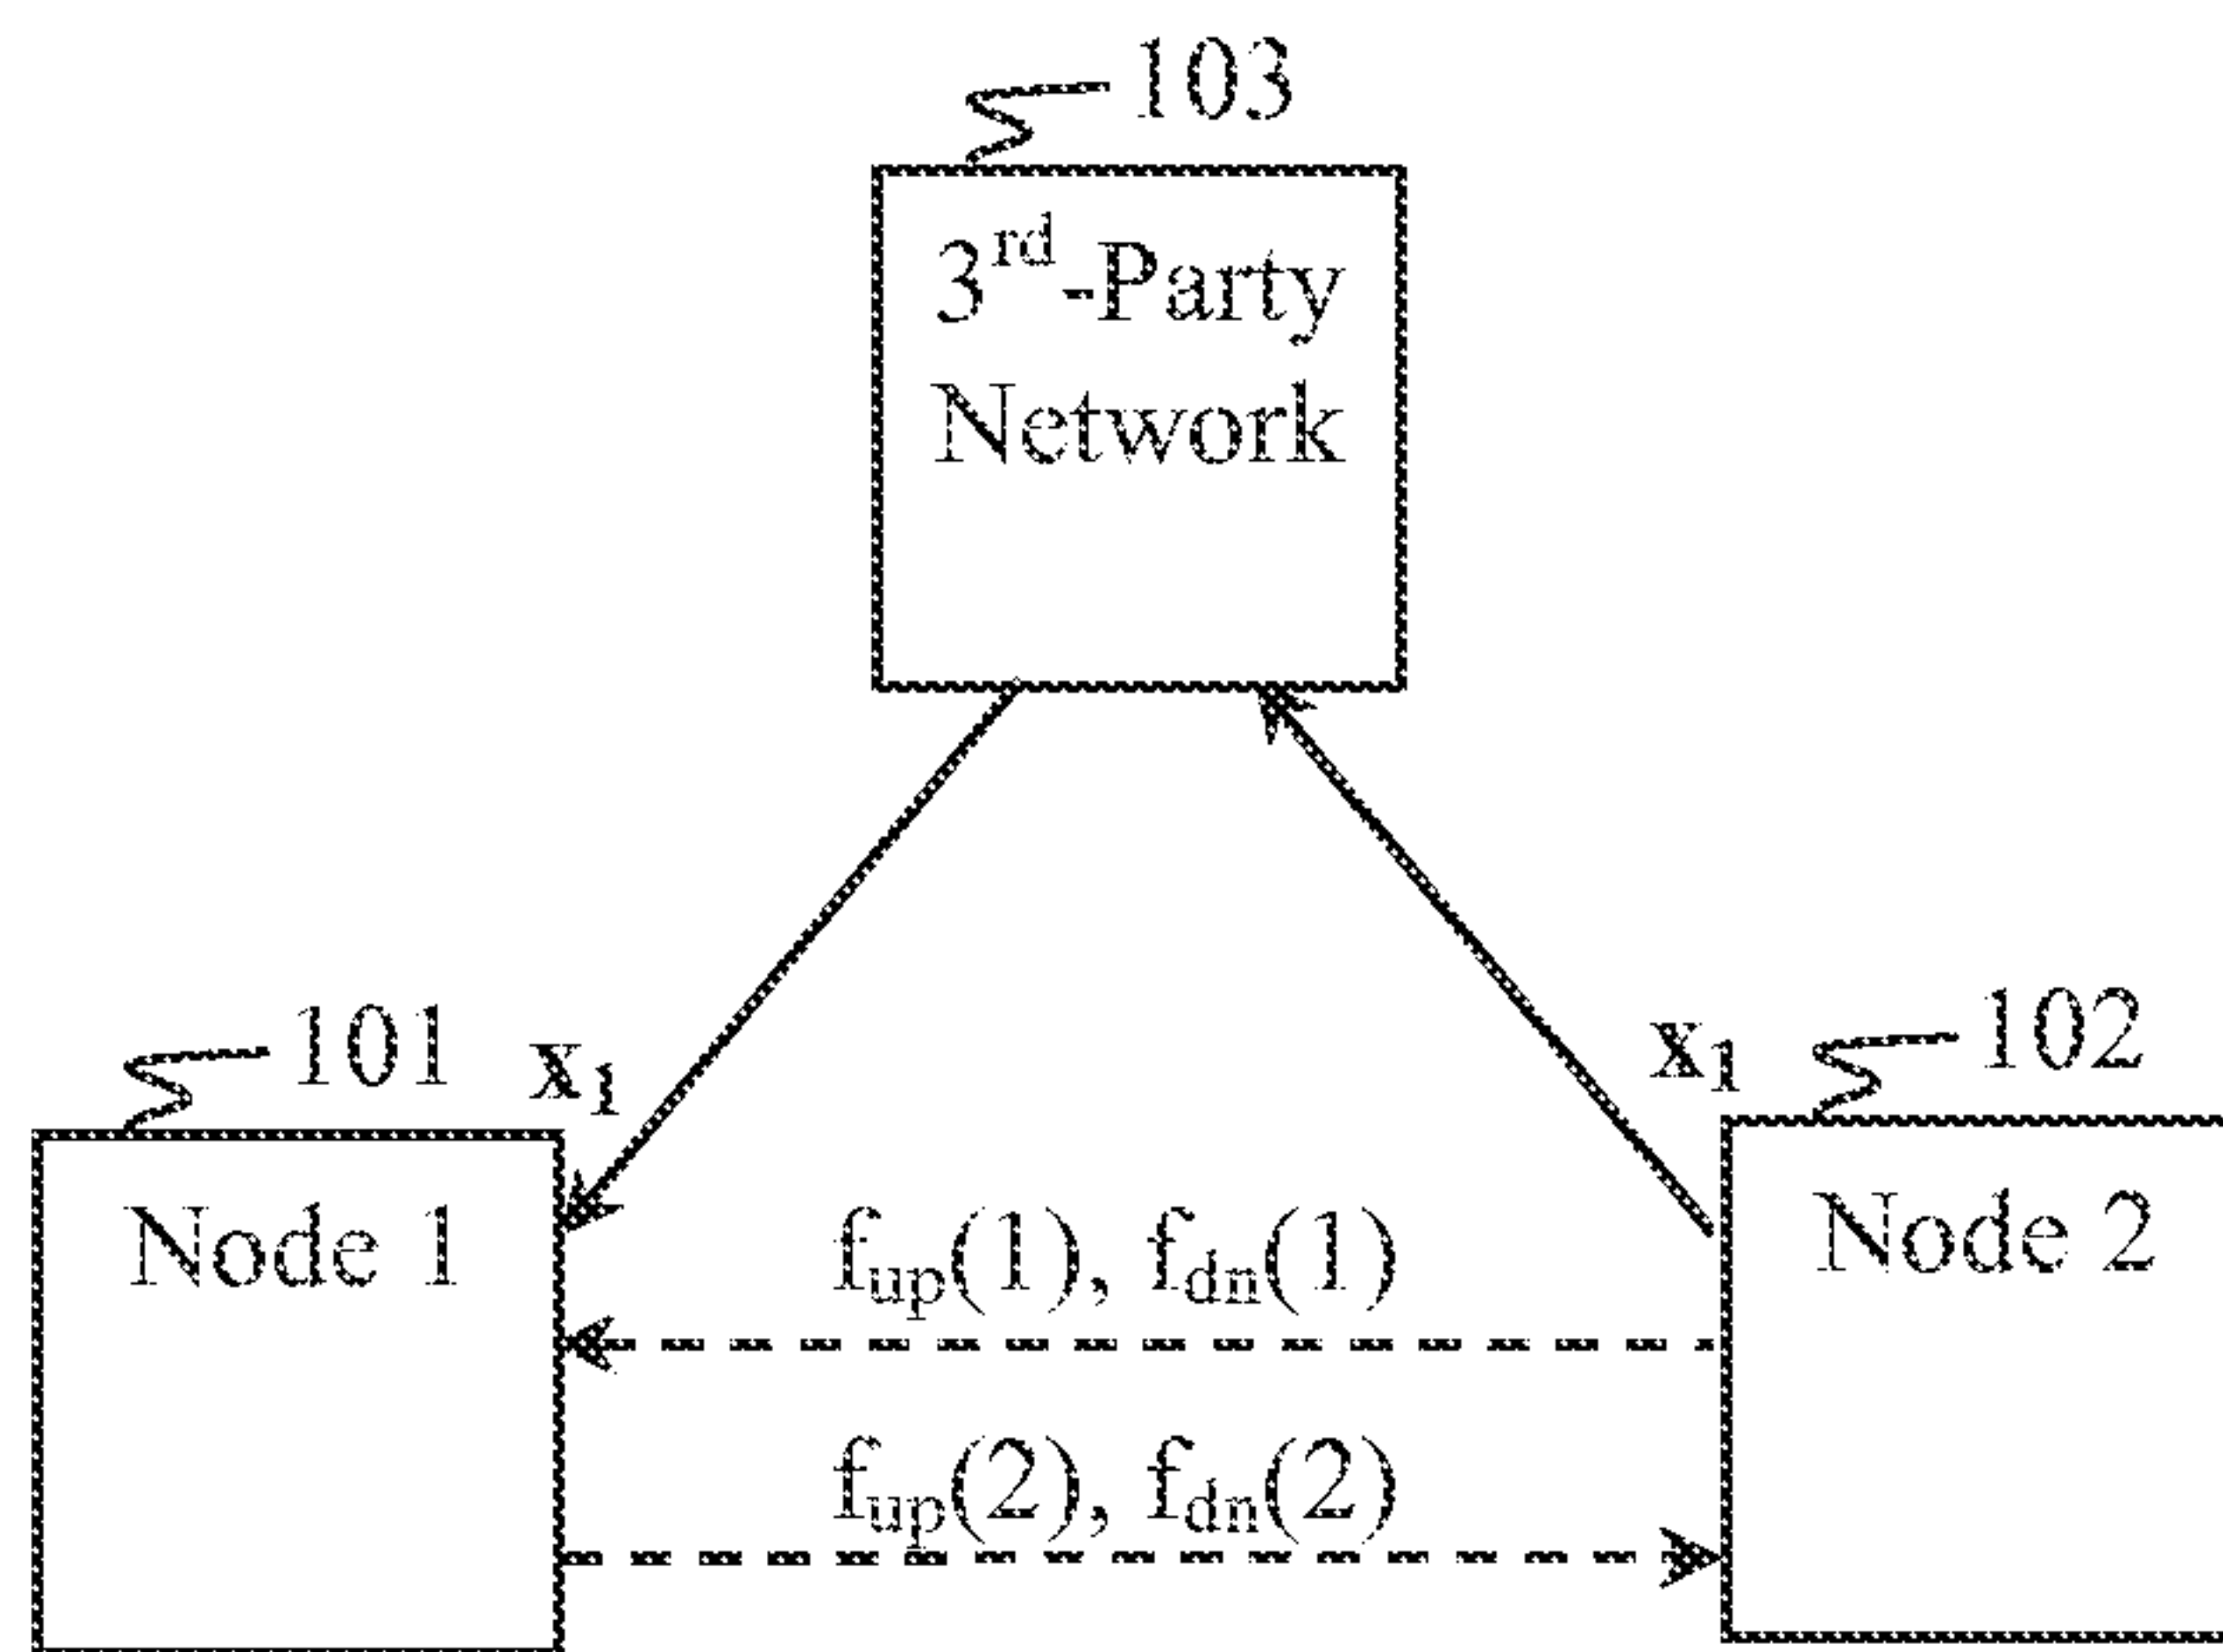 103
3rd-Party
Network
101
x1
x1
102
Node 1
fup(1), fdn(1)
Node 2
fup(2), fdn(2)